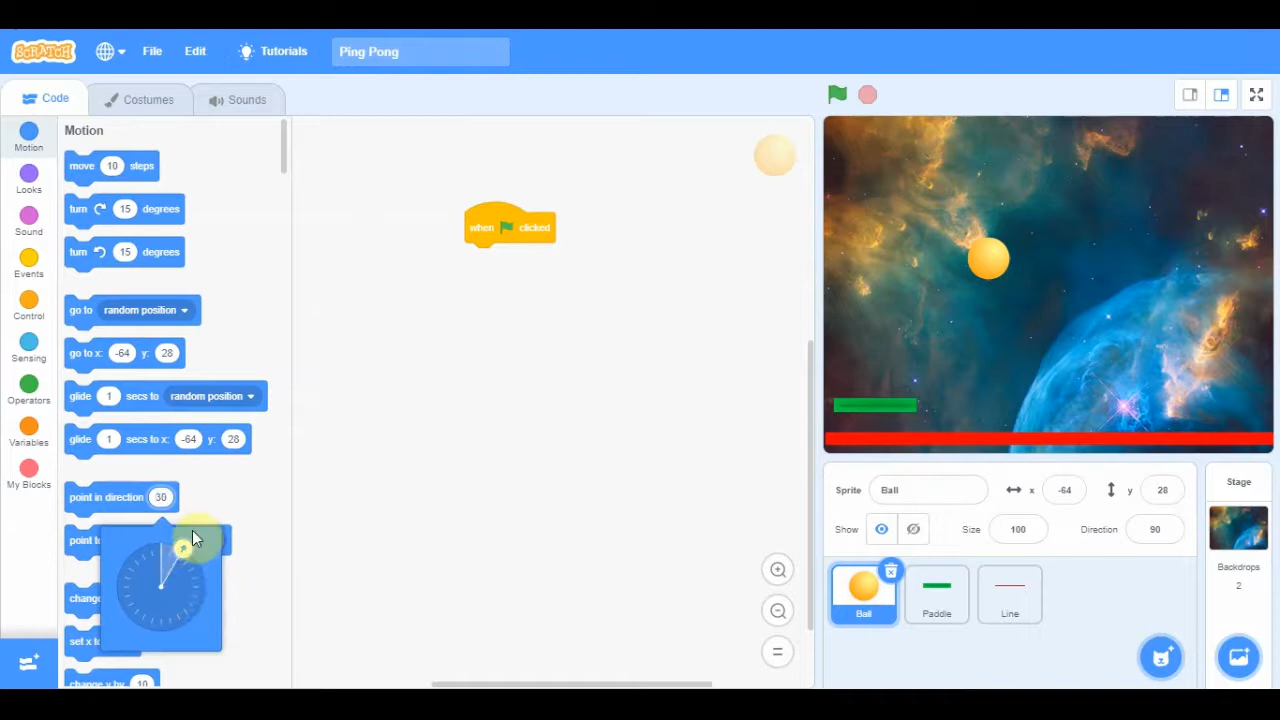 SCRATCH File Edit Tutorials Ping Pong
Code Costumes Sounds
Motion
Looks
Sound
Events
Control
Sensing
Operators
Variables
My Blocks
Motion
move 10 steps
turn 15 degrees
turn 15 degrees
go to random position
go to x: -64 y: 28
glide 1 secs to random position
glide 1 secs to x: -64 y: 28
point in direction 30
set x
change y by 10
when clicked
Sprite Ball x -64 y 28
Show Size 100 Direction 90
Ball
Paddle
Line
Stage
Backdrops
2